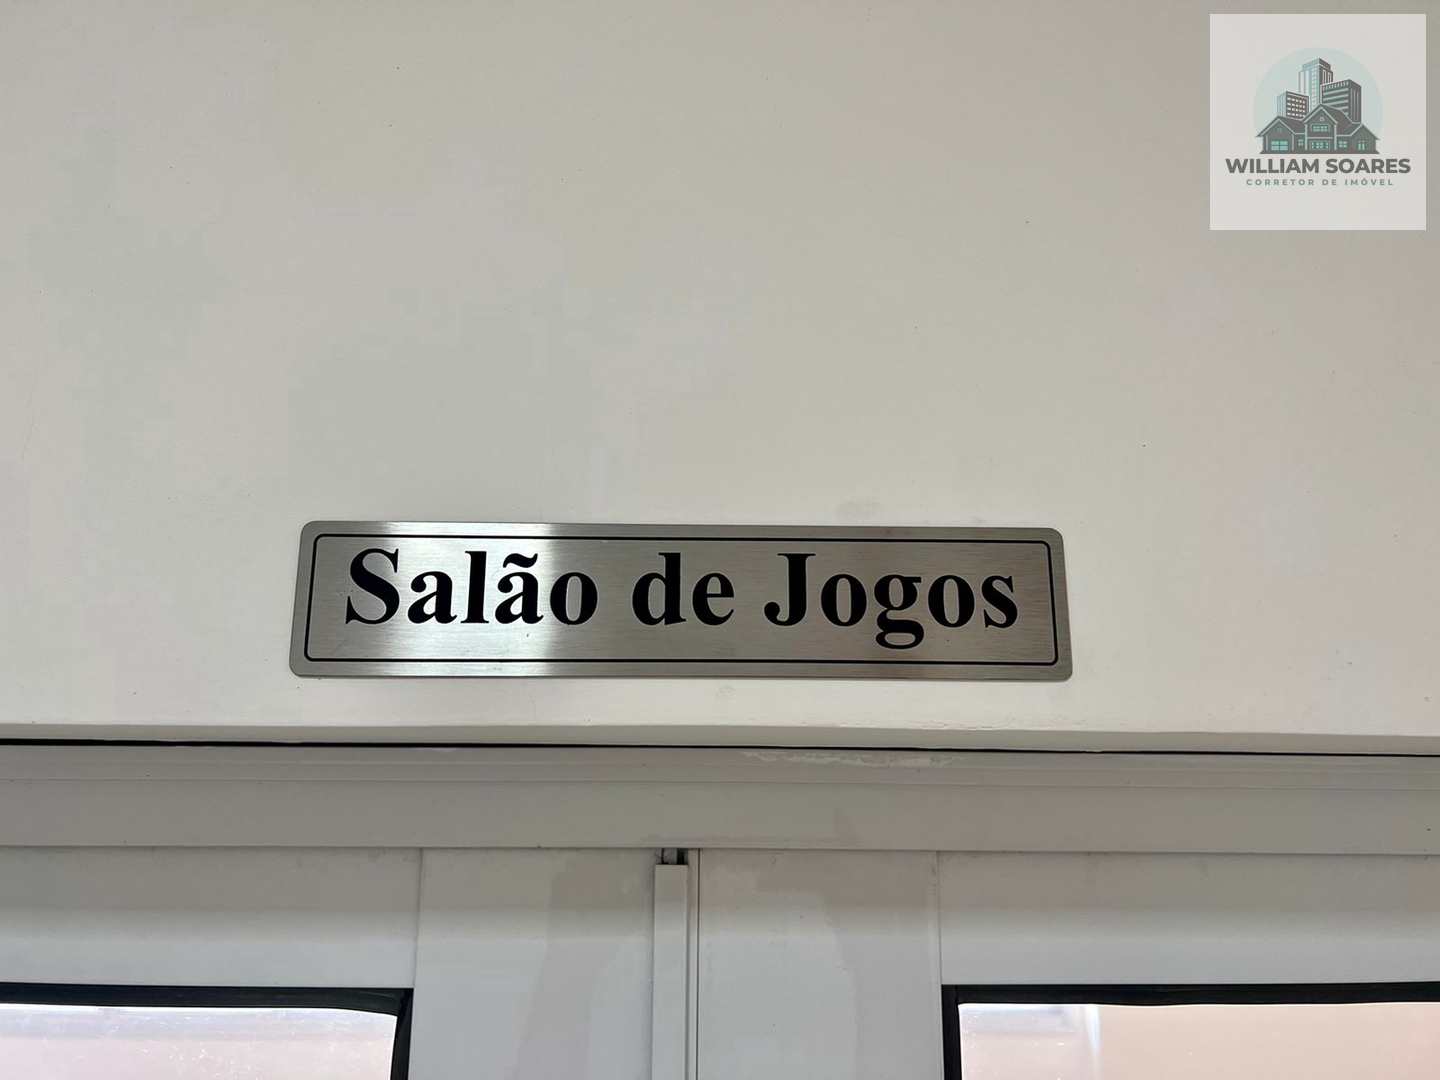 WILLIAM SOARES
CORRETOR DE IMÓVEL
Salão de Jogos